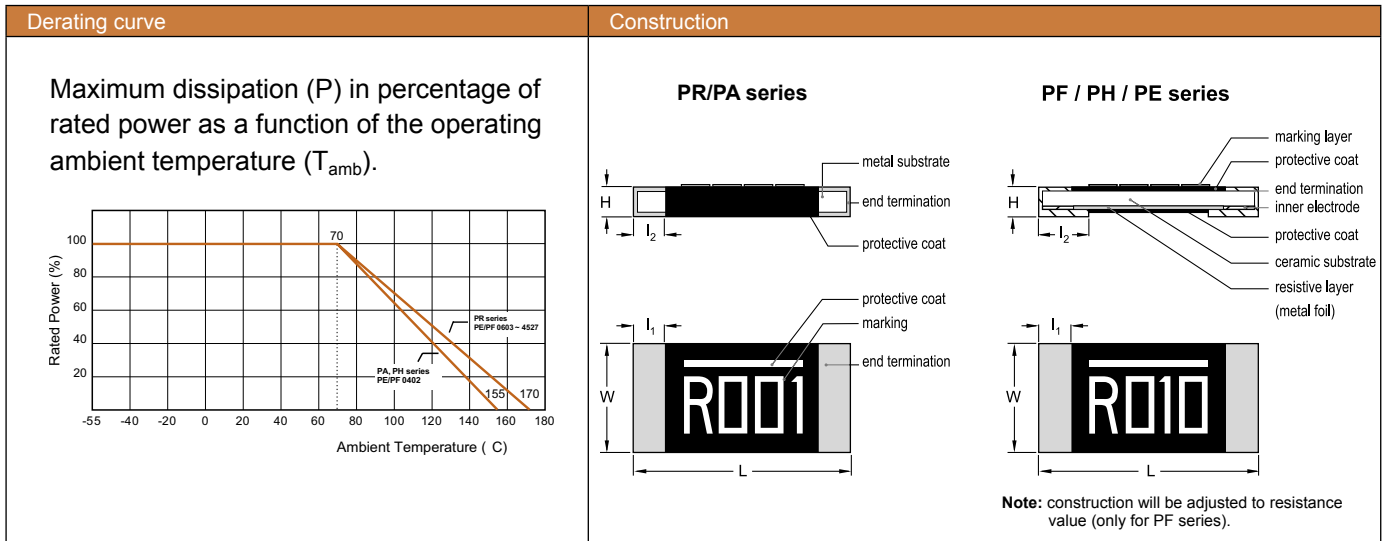 Derating curve
Maximum dissipation (P) in percentage of
rated power as a function of the operating
ambient temperature (Tamb).
70
100
80
60
40
20
Rated Power (%)
PR series
PE/PF 0603 ~ 4527
PA, PH series
PE/PF 0402
155 170
-55 -40 -20 0 20 40 60 80 100 120 140 160 180
Ambient Temperature ( C)
Construction
PR/PA series
metal substrate
end termination
protective coat
H
l2
protective coat
marking
end termination
l1
W
R001
L
PF / PH / PE series
marking layer
protective coat
end termination
inner electrode
protective coat
ceramic substrate
resistive layer
(metal foil)
H
l2
l1
W
R010
L
Note: construction will be adjusted to resistance
value (only for PF series).